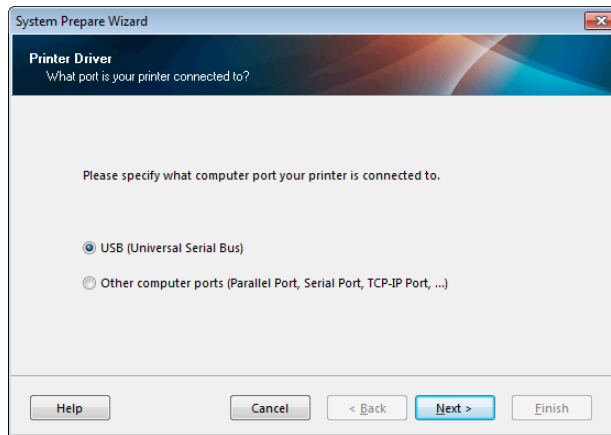 System Prepare Wizard
Printer Driver
What port is your printer connected to?
Please specify what computer port your printer is connected to.
USB (Universal Serial Bus)
Other computer ports (Parallel Port, Serial Port, TCP-IP Port, ...)
Help
Cancel
< Back
Next >
Finish